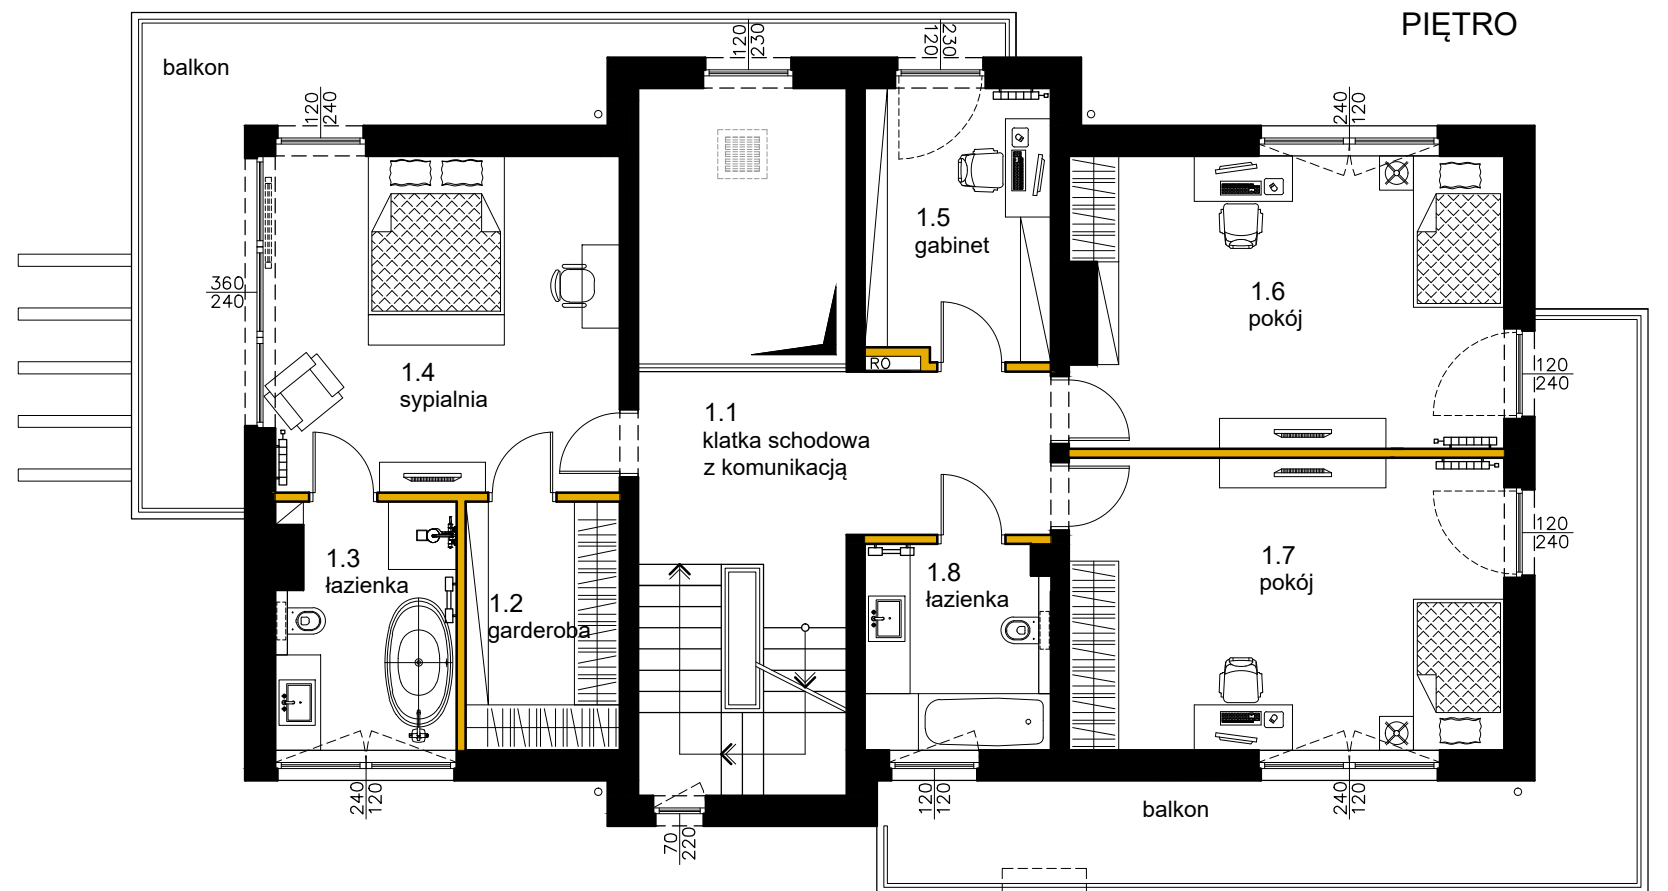 PIĘTRO
balkon
120
230
230
120
120
240
240
120
1.5
gabinet
360
240
1.6
pokój
RO
120
240
1.4
sypialnia
1.1
klatka schodowa
z komunikacją
120
240
1.3
łazienka
1.8
łazienka
1.7
pokój
1.2
garderoba
240
120
120
120
240
120
balkon
70
220